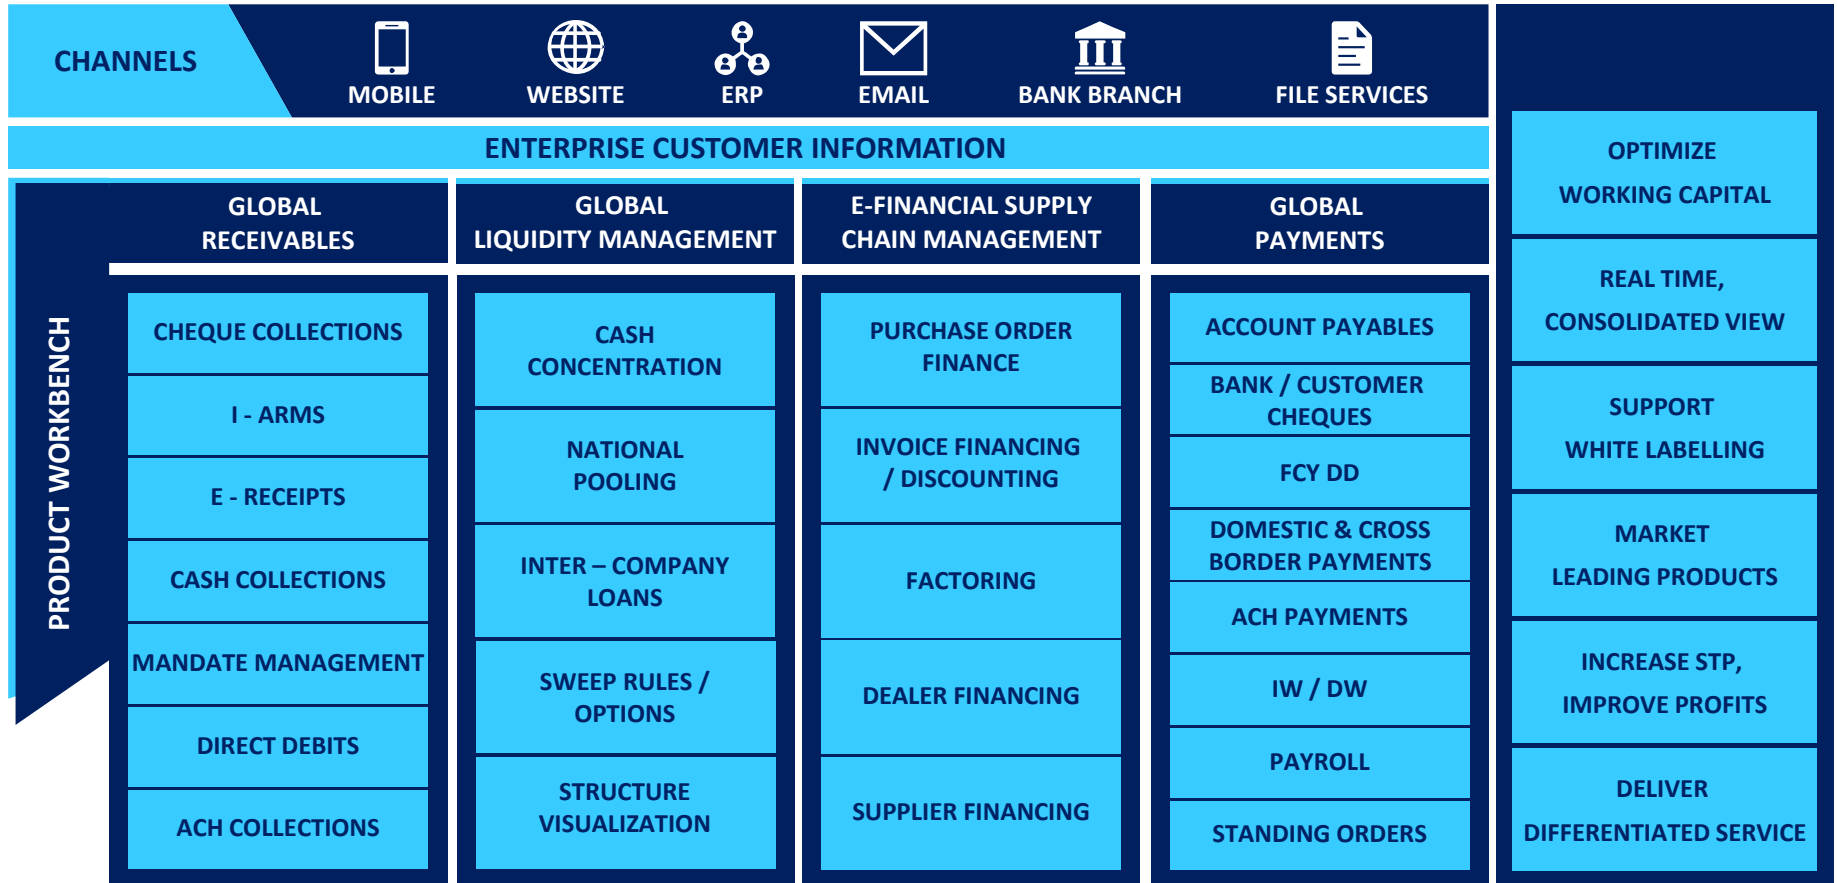 CHANNELS
MOBILE
WEBSITE
ERP
EMAIL
BANK BRANCH
FILE SERVICES
ENTERPRISE CUSTOMER INFORMATION
PRODUCT WORKBENCH
GLOBAL
RECEIVABLES
CHEQUE COLLECTIONS
I - ARMS
E - RECEIPTS
CASH COLLECTIONS
MANDATE MANAGEMENT
DIRECT DEBITS
ACH COLLECTIONS
GLOBAL
LIQUIDITY MANAGEMENT
CASH
CONCENTRATION
NATIONAL
POOLING
INTER – COMPANY
LOANS
SWEEP RULES /
OPTIONS
STRUCTURE
VISUALIZATION
E-FINANCIAL SUPPLY
CHAIN MANAGEMENT
PURCHASE ORDER
FINANCE
INVOICE FINANCING
/ DISCOUNTING
FACTORING
DEALER FINANCING
SUPPLIER FINANCING
GLOBAL
PAYMENTS
ACCOUNT PAYABLES
BANK / CUSTOMER
CHEQUES
FCY DD
DOMESTIC & CROSS
BORDER PAYMENTS
ACH PAYMENTS
IW / DW
PAYROLL
STANDING ORDERS
OPTIMIZE
WORKING CAPITAL
REAL TIME,
CONSOLIDATED VIEW
SUPPORT
WHITE LABELLING
MARKET
LEADING PRODUCTS
INCREASE STP,
IMPROVE PROFITS
DELIVER
DIFFERENTIATED SERVICE